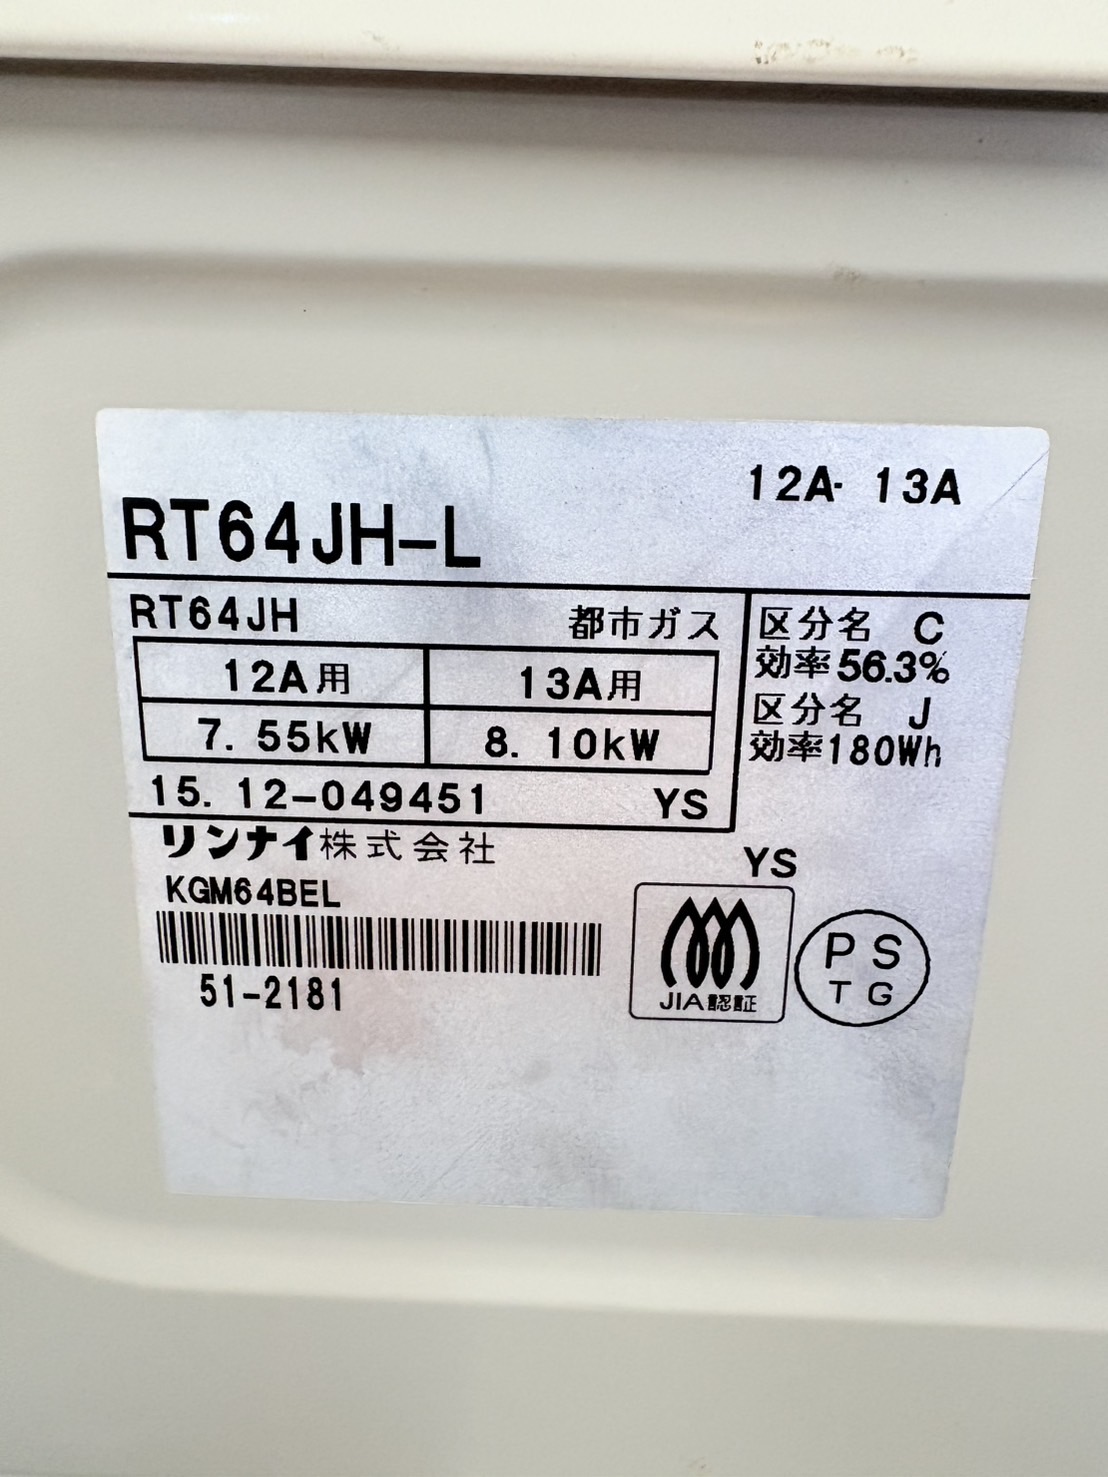 12A・13A
RT64JH-L
RT64JH 都市ガス
12A用 13A用
7.55kW 8.10kW
15.12-049451 YS
区分名 C
効率56.3%
区分名 J
効率180Wh
リンナイ株式会社
KGM64BEL
51-2181
YS
JIA認証
PS
TG